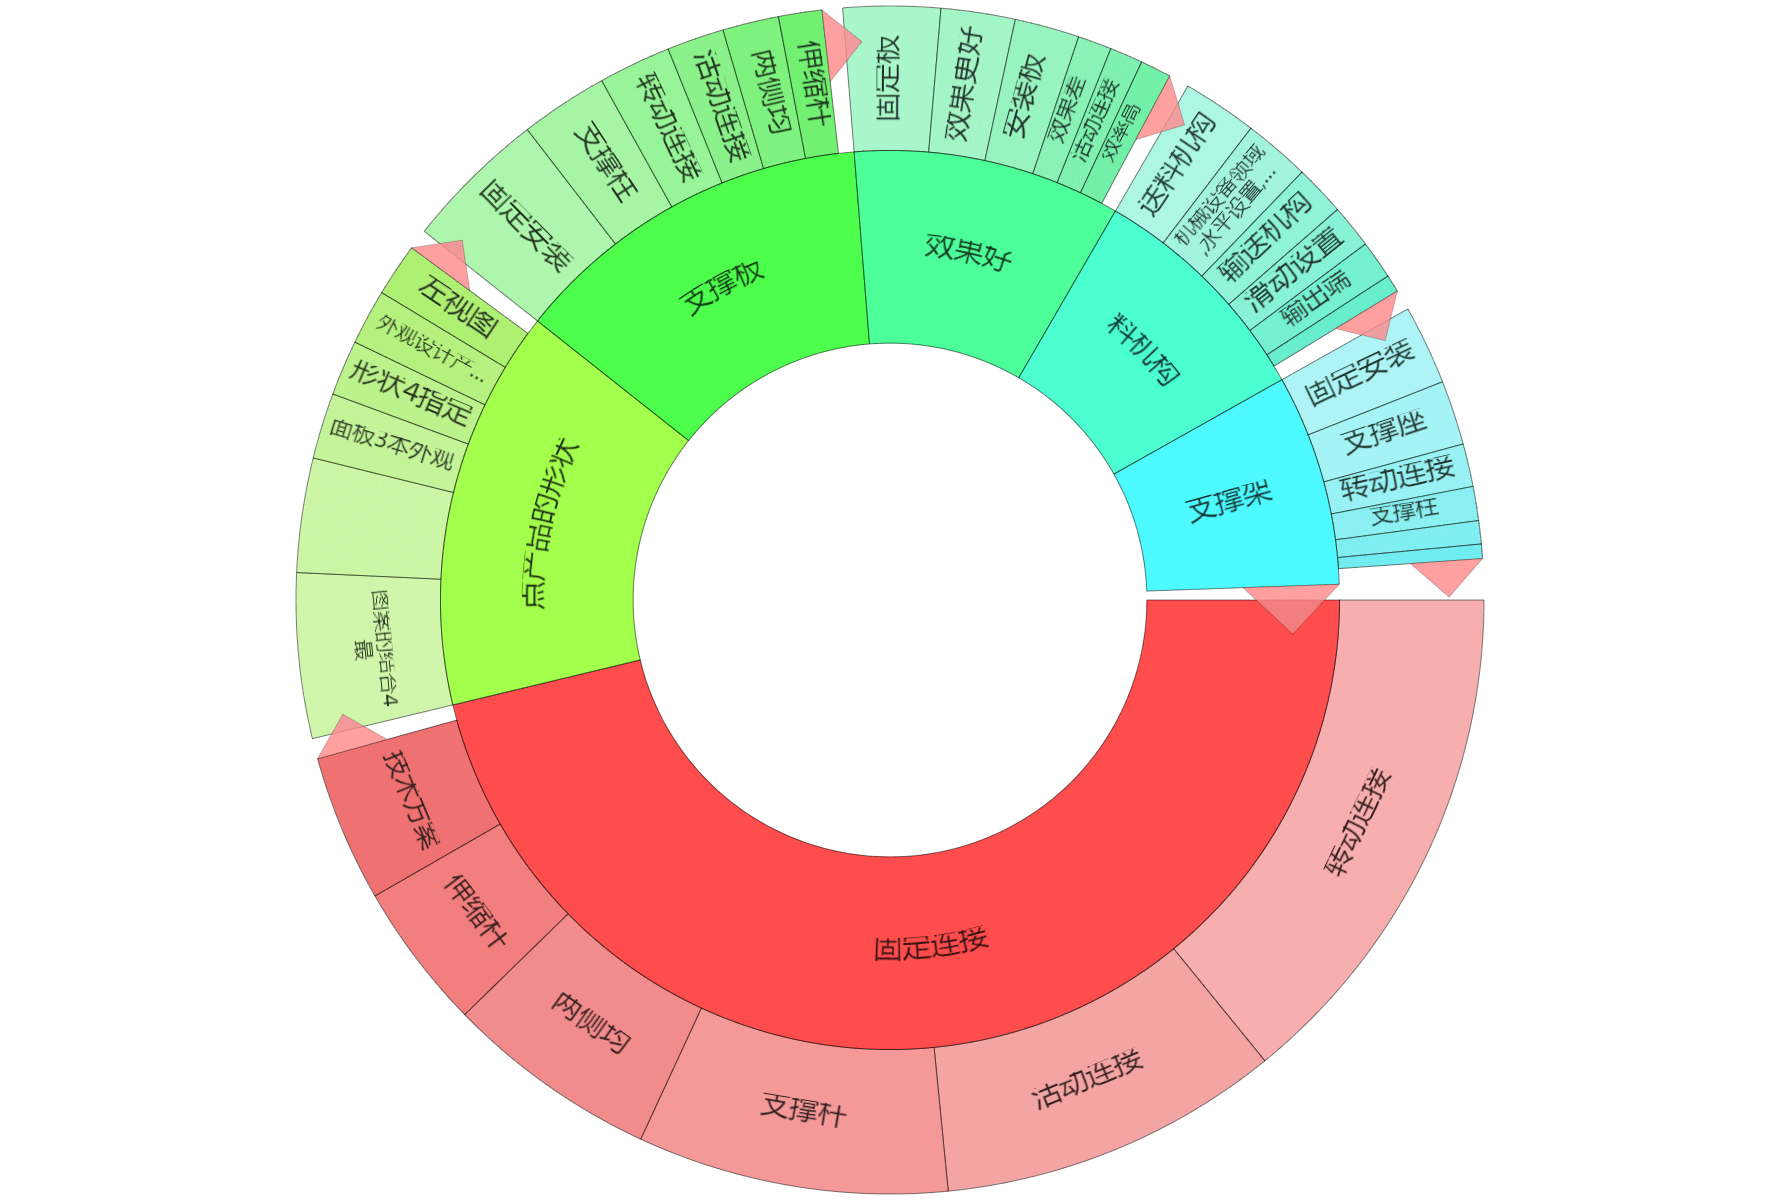 固定连接
转动连接
活动连接
支撑杆
两侧均
伸缩杆
技术方案
点产品的形状
图案的结合4
最
面板3本外观
形状4指定
外观设计产...
左视图
支撑板
固定安装
支撑柱
转动连接
活动连接
两侧均
伸缩杆
效果好
固定板
效果更好
安装板
效果差
活动连接
效率高
料机构
送料机构
机械设备领域
,水平设置,...
输送机构
滑动设置
输出端
支撑架
固定安装
支撑座
转动连接
支撑柱